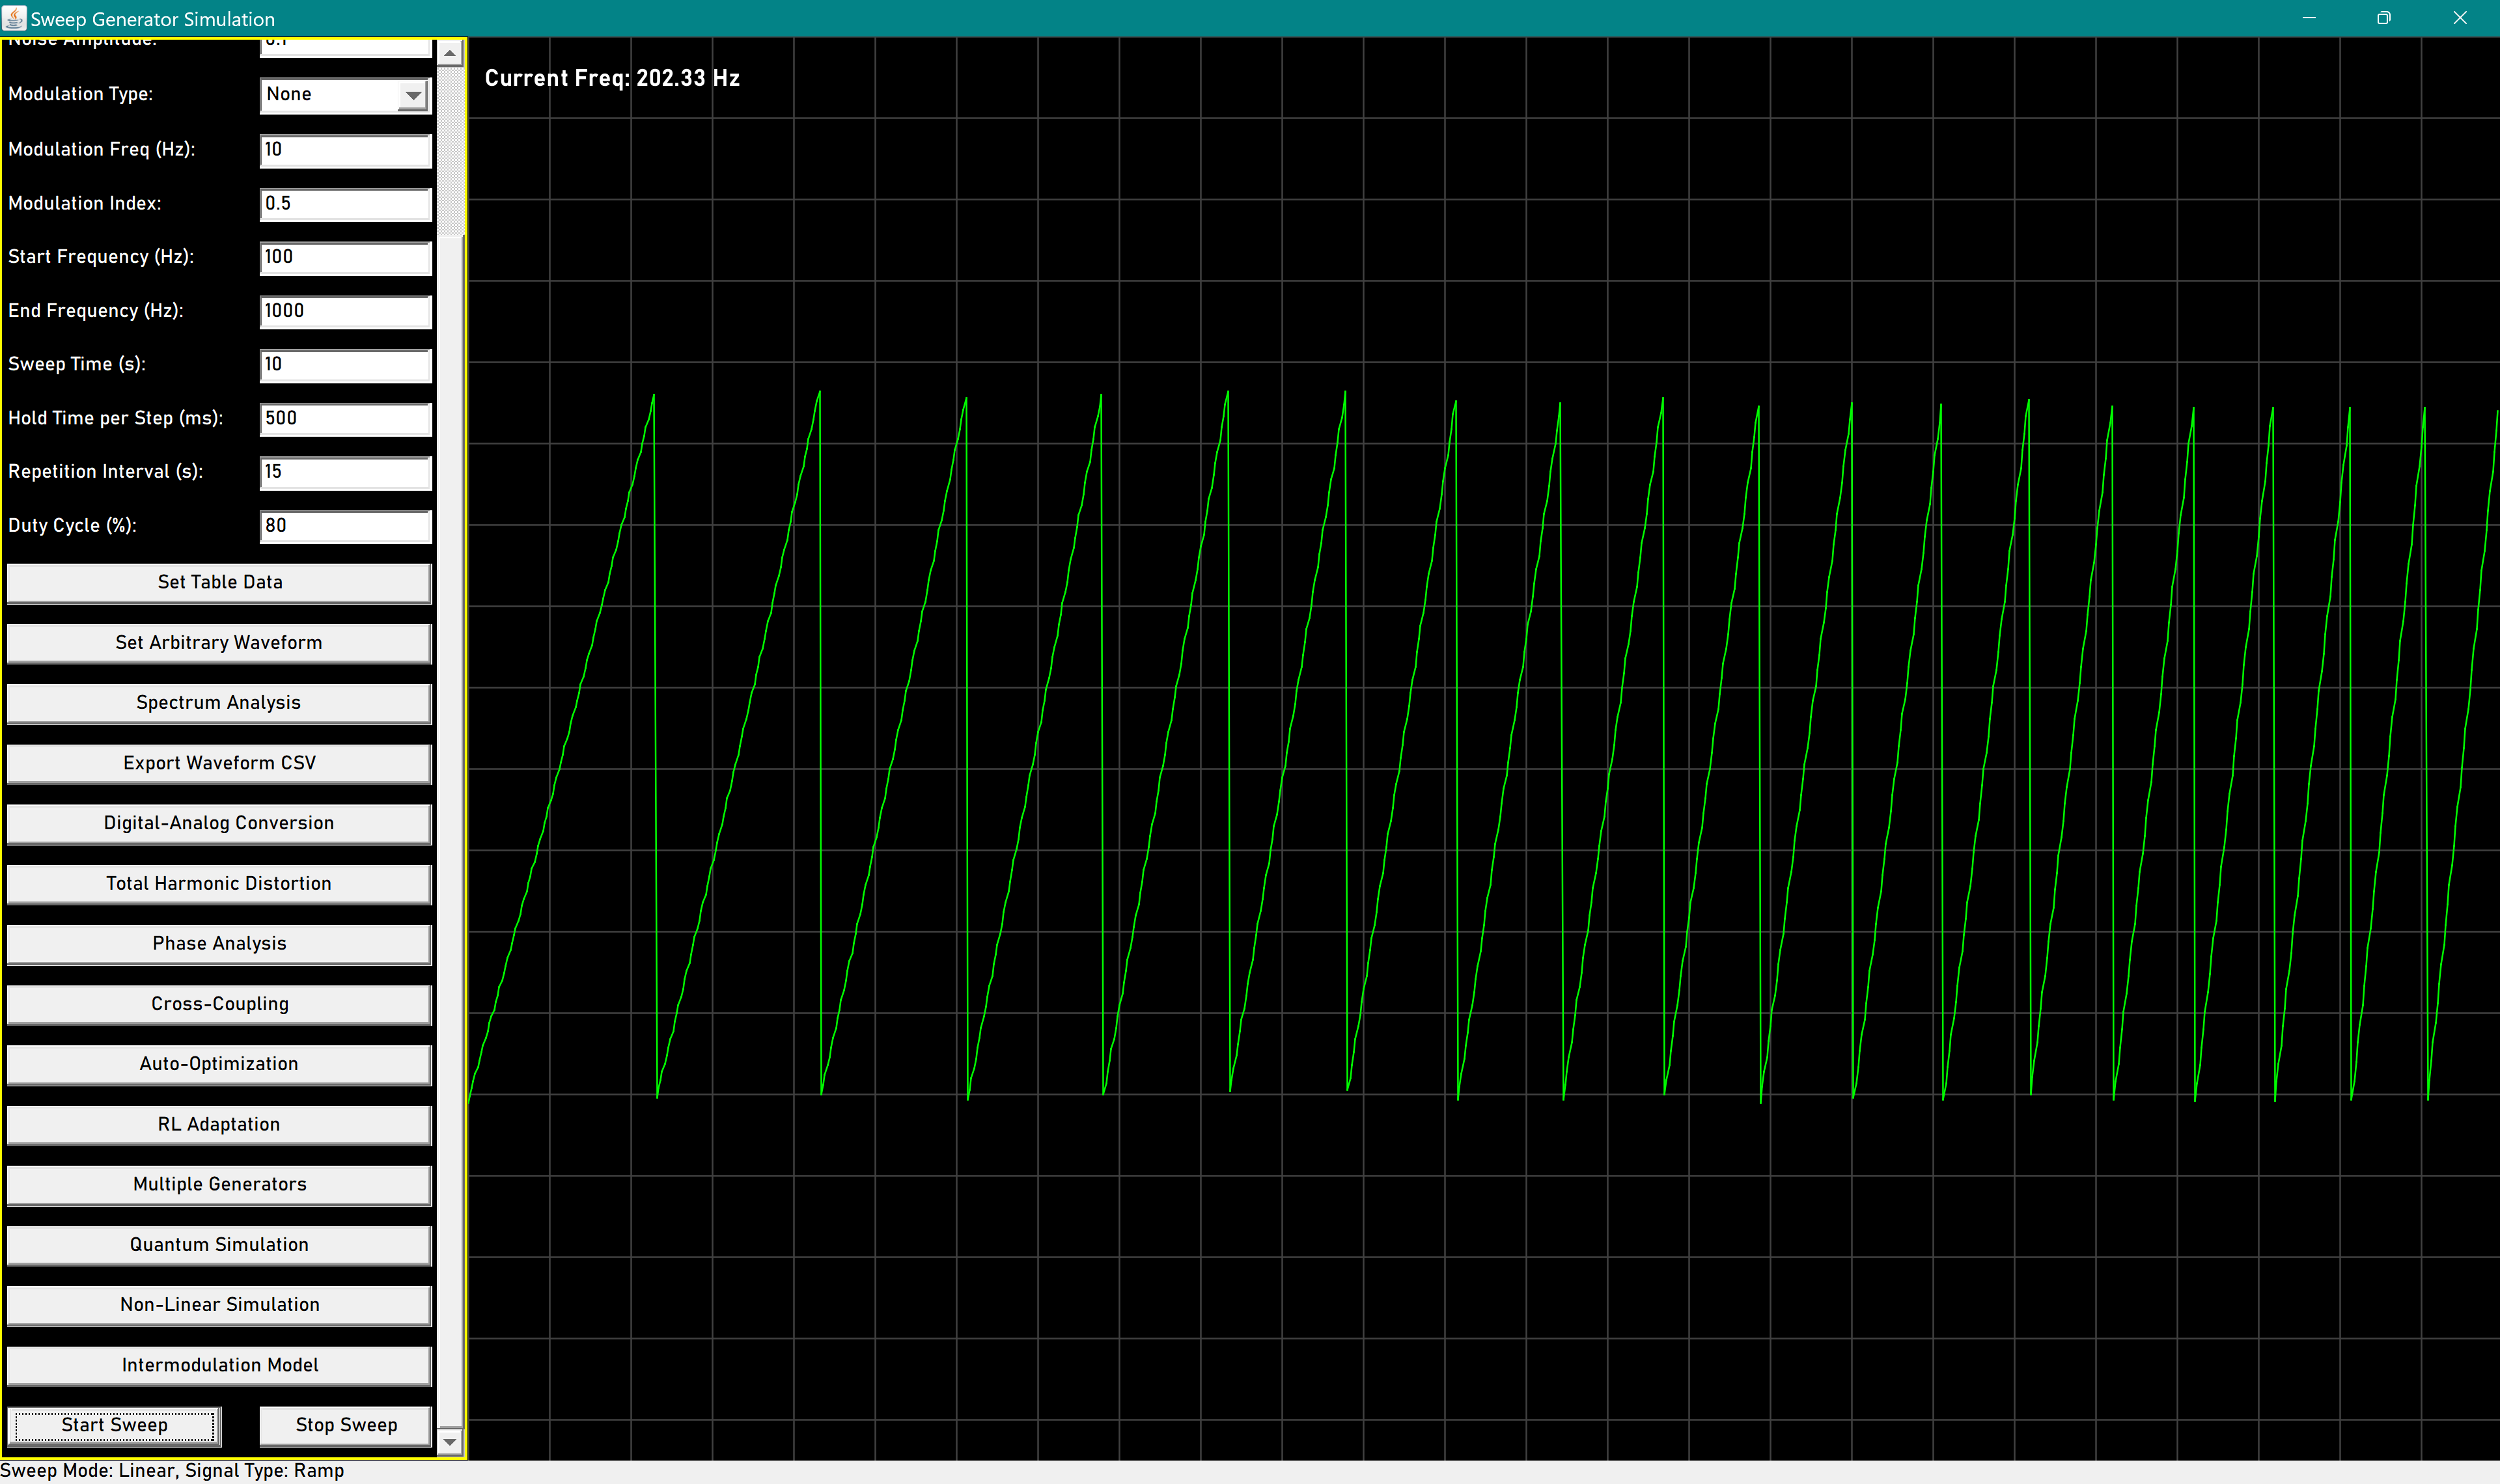 Sweep Generator Simulation
Noise Amplitude: 0.1
Modulation Type: None
Modulation Freq (Hz): 10
Modulation Index: 0.5
Start Frequency (Hz): 100
End Frequency (Hz): 1000
Sweep Time (s): 10
Hold Time per Step (ms): 500
Repetition Interval (s): 15
Duty Cycle (%): 80
Set Table Data
Set Arbitrary Waveform
Spectrum Analysis
Export Waveform CSV
Digital-Analog Conversion
Total Harmonic Distortion
Phase Analysis
Cross-Coupling
Auto-Optimization
RL Adaptation
Multiple Generators
Quantum Simulation
Non-Linear Simulation
Intermodulation Model
Start Sweep Stop Sweep
Current Freq: 202.33 Hz
Sweep Mode: Linear, Signal Type: Ramp